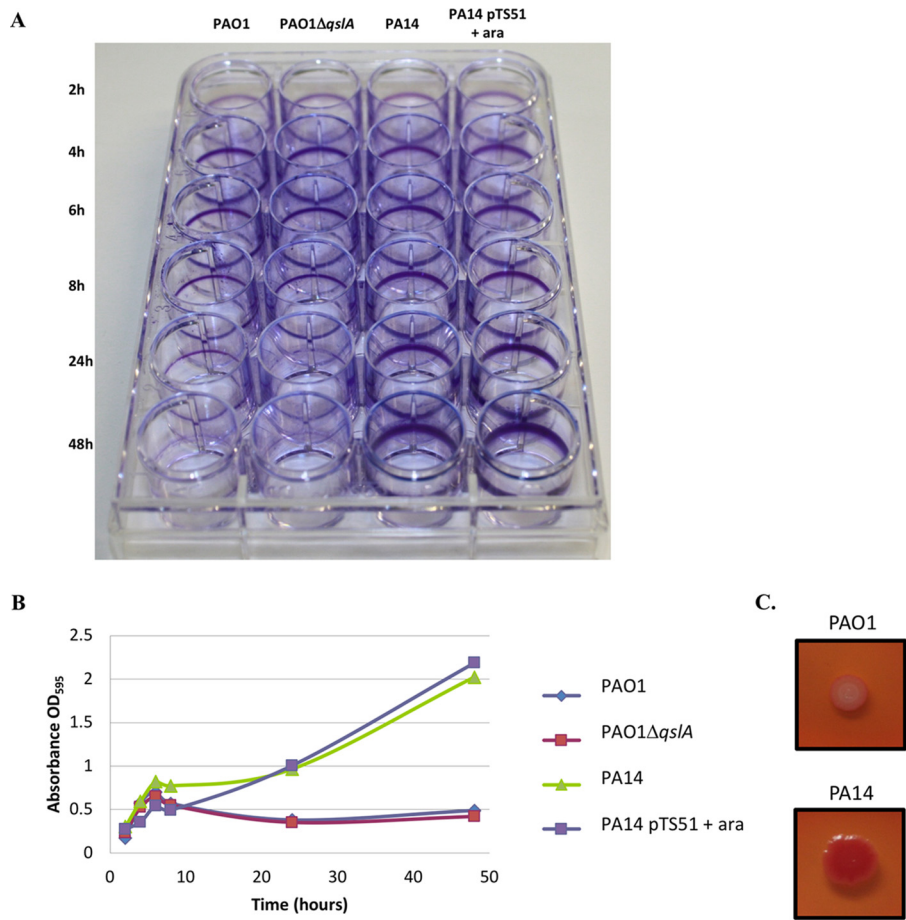 A
PAO1 PAO1ΔqslA PA14 PA14 pTS51
+ ara
2h
4h
6h
8h
24h
48h
B
C.
2.5
2
1.5
1
0.5
0
0 10 20 30 40 50
Absorbance OD595
Time (hours)
PAO1
PAO1ΔqslA
PA14
PA14 pTS51 + ara
PAO1
PA14